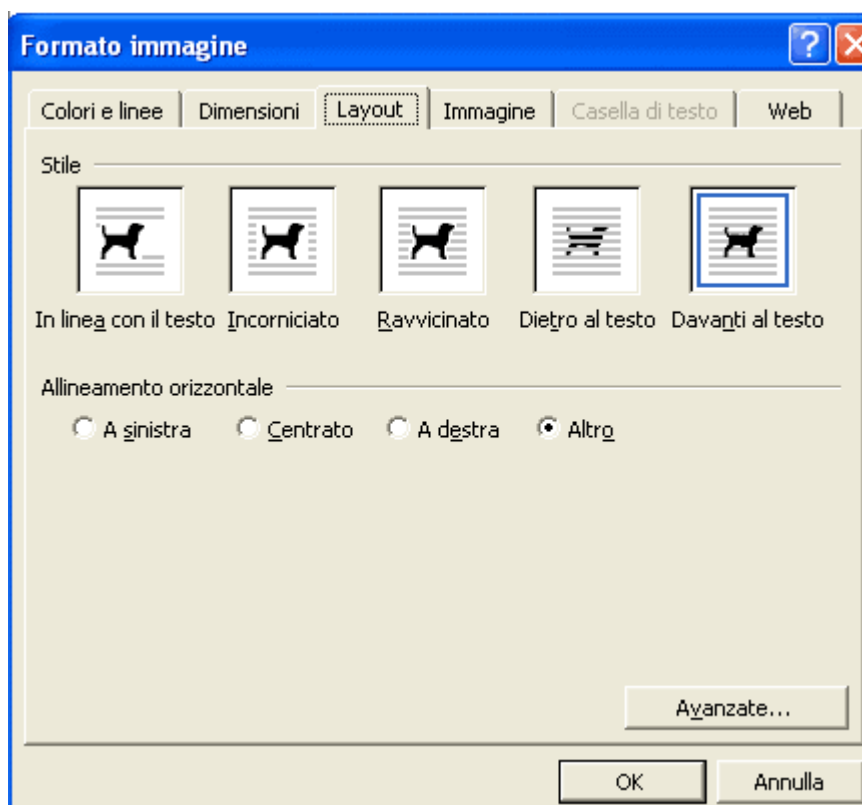 Formato immagine
Colori e linee Dimensioni Layout Immagine Casella di testo Web
Stile
In linea con il testo Incorniciato Ravvicinato Dietro al testo Davanti al testo
Allineamento orizzontale
A sinistra Centrato A destra Altro
Avanzate...
OK Annulla